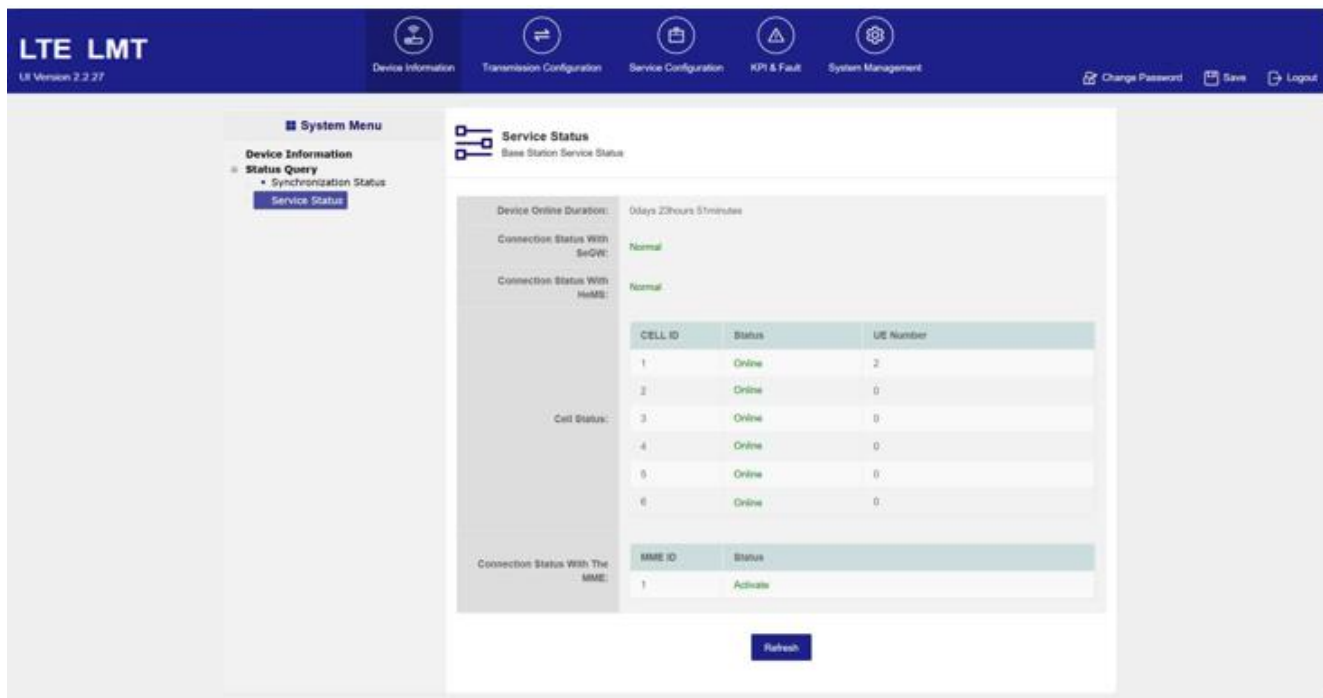 LTE LMT
UI Version 2.2.27
Device Information
Transmission Configuration
Service Configuration
KPI & Fault
System Management
Change Password
Save
Logout
System Menu
Device Information
Status Query
Synchronization Status
Service Status
Service Status
Base Station Service Status
Device Online Duration: 0days 23hours 51minutes
Connection Status With
SeGW:
Normal
Connection Status With
HeMS:
Normal
Cell Status:
CELL ID Status UE Number
1 Online 2
2 Online 0
3 Online 0
4 Online 0
5 Online 0
6 Online 0
Connection Status With The
MME:
MME ID Status
1 Activate
Refresh